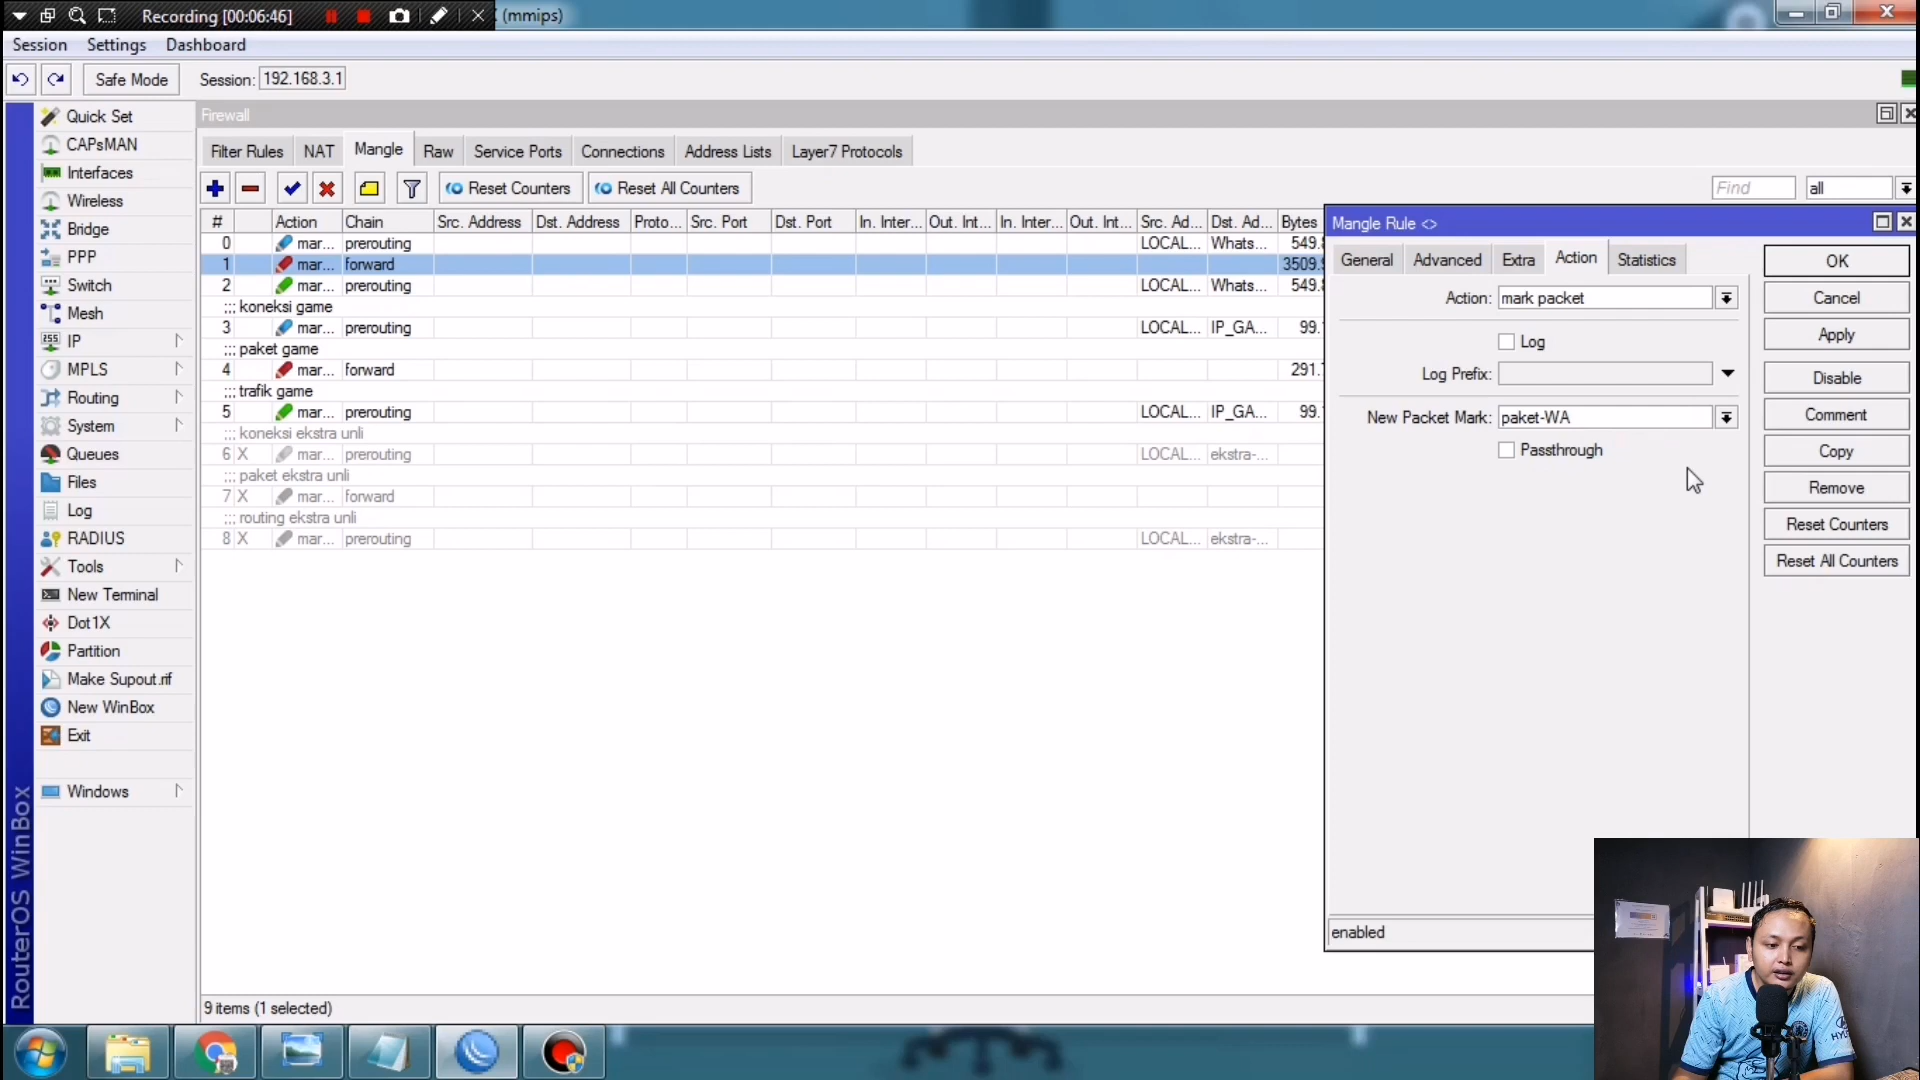 Recording [00:06:46]
(mmips)
Session Settings Dashboard
Safe Mode Session: 192.168.3.1
Quick Set
CAPsMAN
Interfaces
Wireless
Bridge
PPP
Switch
Mesh
IP
MPLS
Routing
System
Queues
Files
Log
RADIUS
Tools
New Terminal
Dot1X
Partition
Make Supout.rif
New WinBox
Exit
Windows
RouterOS WinBox
Firewall
Filter Rules NAT Mangle Raw Service Ports Connections Address Lists Layer7 Protocols
Reset Counters Reset All Counters Find all
# Action Chain Src. Address Dst. Address Proto... Src. Port Dst. Port In. Inter... Out. Int... In. Inter... Out. Int... Src. Ad... Dst. Ad... Bytes
0 mar... prerouting LOCAL... Whats... 549.
1 mar... forward 3509.
2 mar... prerouting LOCAL... Whats... 549.
;;; koneksi game
3 mar... prerouting LOCAL... IP_GA... 99.
;;; paket game
4 mar... forward 291.
;;; trafik game
5 mar... prerouting LOCAL... IP_GA... 99.
;;; koneksi ekstra unli
6 X mar... prerouting LOCAL... ekstra-...
;;; paket ekstra unli
7 X mar... forward
;;; routing ekstra unli
8 X mar... prerouting LOCAL... ekstra-...
9 items (1 selected)
Mangle Rule <>
General Advanced Extra Action Statistics
Action: mark packet
Log
Log Prefix:
New Packet Mark: paket-WA
Passthrough
enabled
OK
Cancel
Apply
Disable
Comment
Copy
Remove
Reset Counters
Reset All Counters